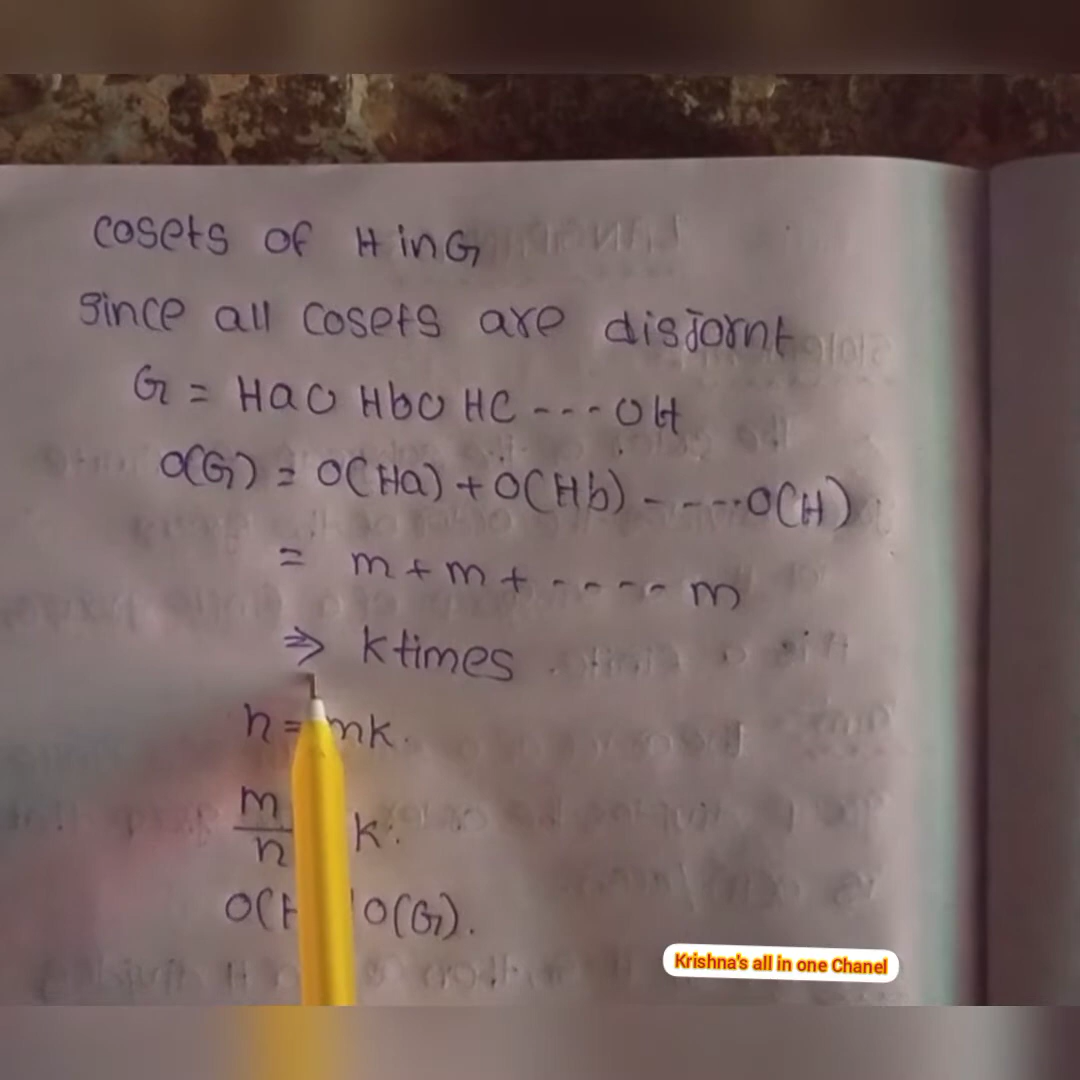 cosets of H in G
Since all cosets are disjoint
G = Ha∪ Hb∪ HC ---∪H
O(G) = O(Ha) + O(Hb) -----O(H)
= m + m + ----- m
⇒ k times
n = mk.
m
n k.
O(H O(G).
Krishna's all in one Chanel